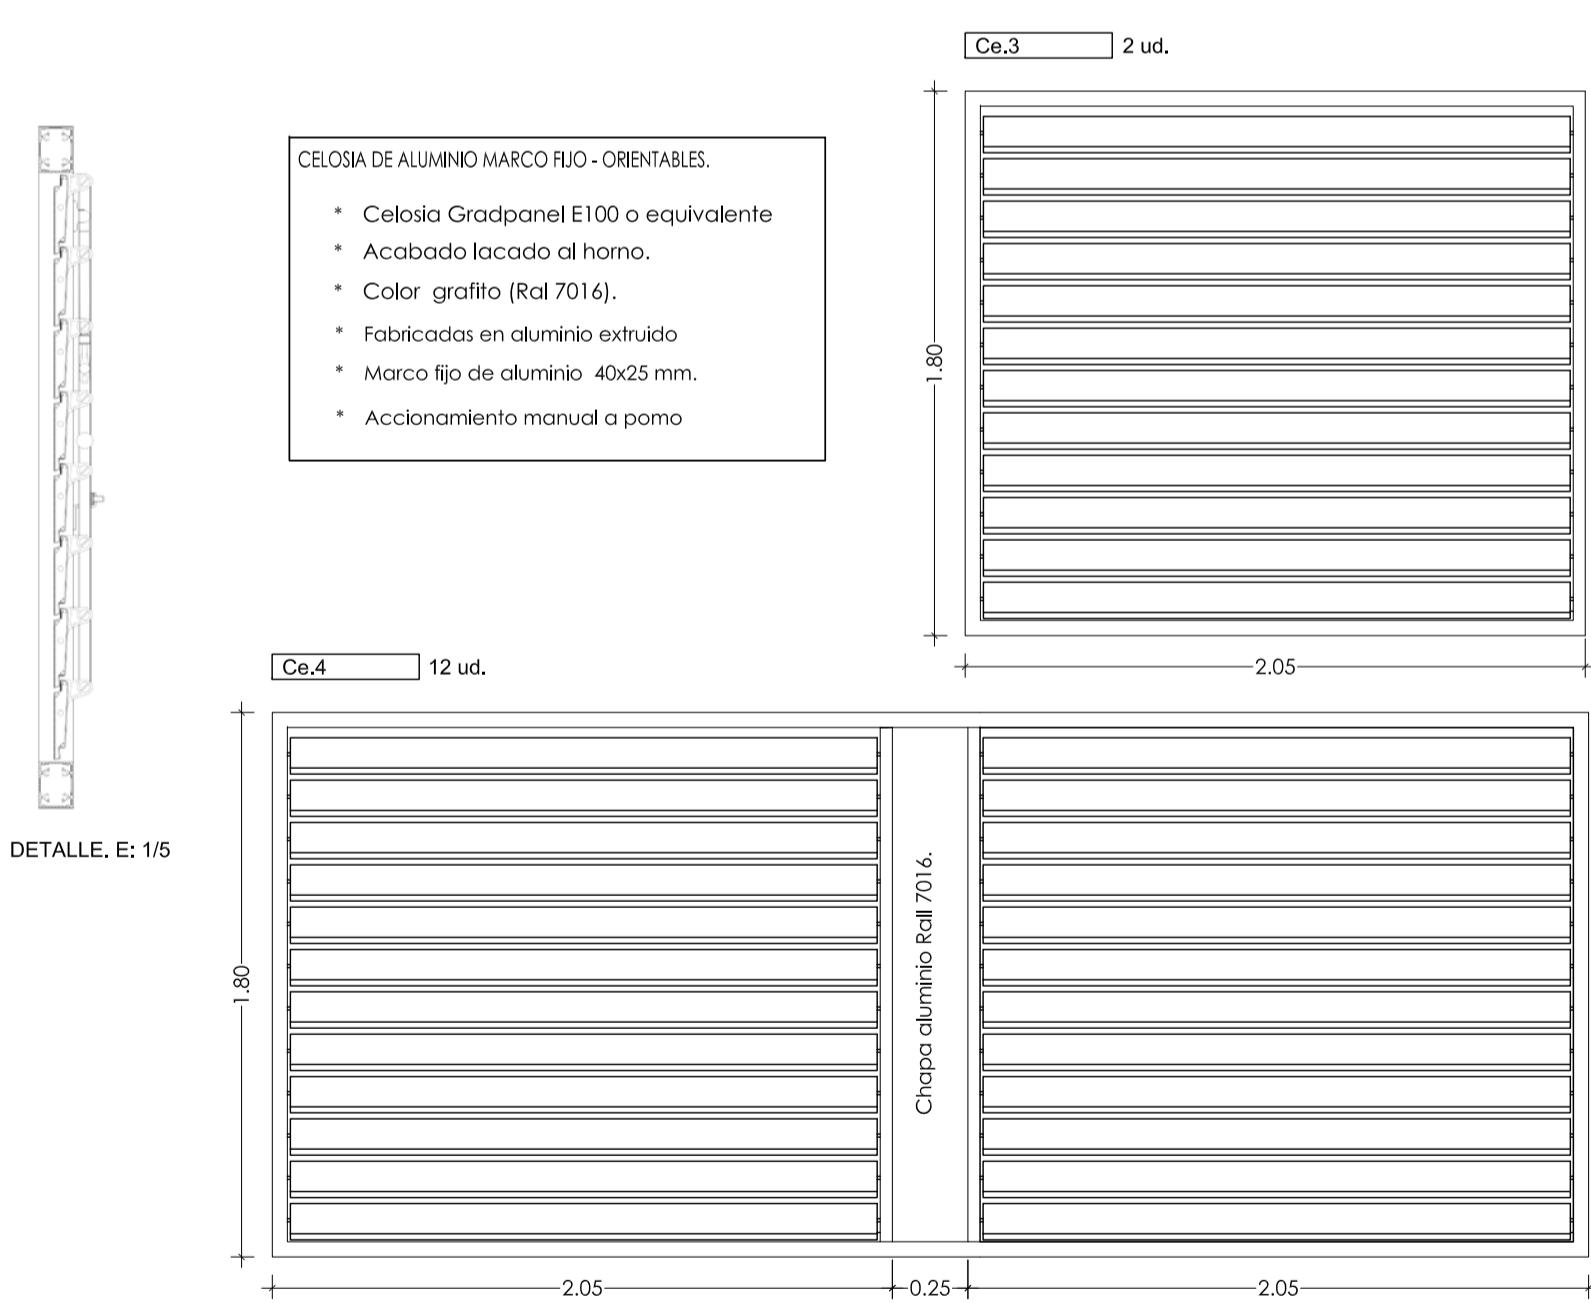 Ce.3 2 ud.
CELOSIA DE ALUMINIO MARCO FIJO - ORIENTABLES.
* Celosia Gradpanel E100 o equivalente
* Acabado lacado al horno.
* Color grafito (Ral 7016).
* Fabricadas en aluminio extruido
* Marco fijo de aluminio 40x25 mm.
* Accionamiento manual a pomo
1.80
2.05
Ce.4 12 ud.
DETALLE. E: 1/5
1.80
Chapa aluminio Rall 7016.
2.05 0.25 2.05